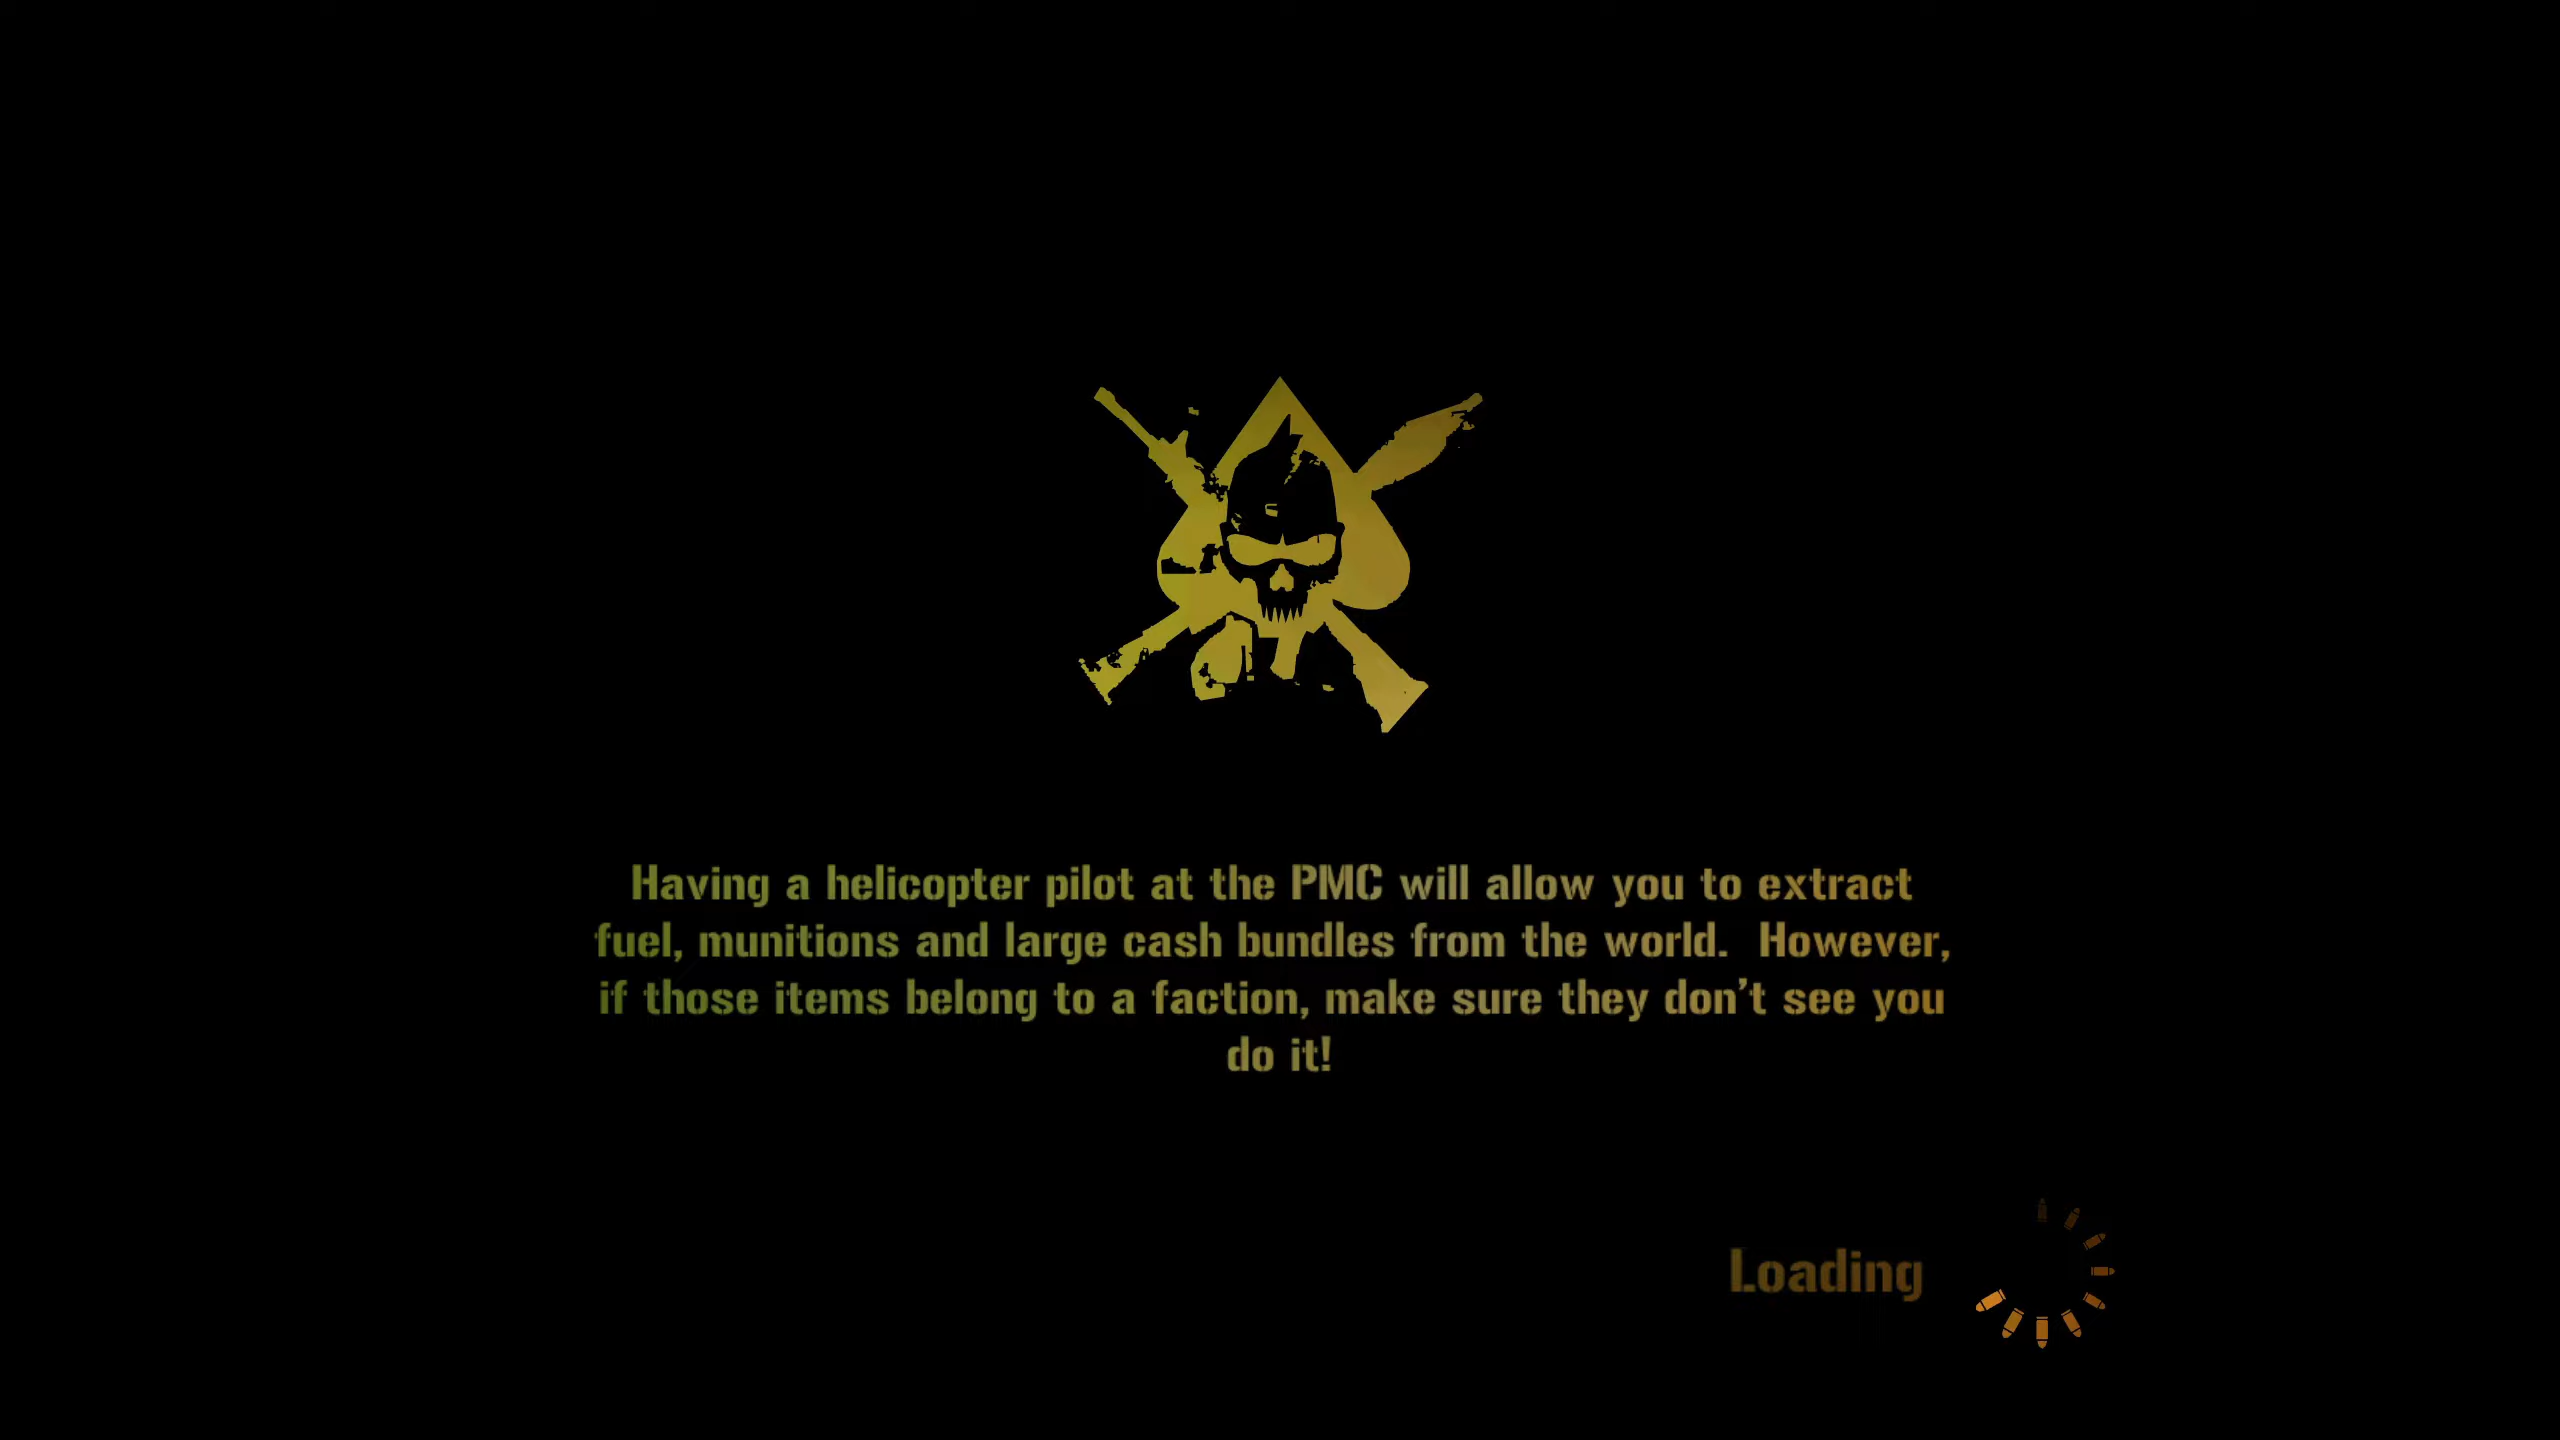 Having a helicopter pilot at the PMC will allow you to extract
fuel, munitions and large cash bundles from the world.  However,
if those items belong to a faction, make sure they don't see you
do it!
Loading